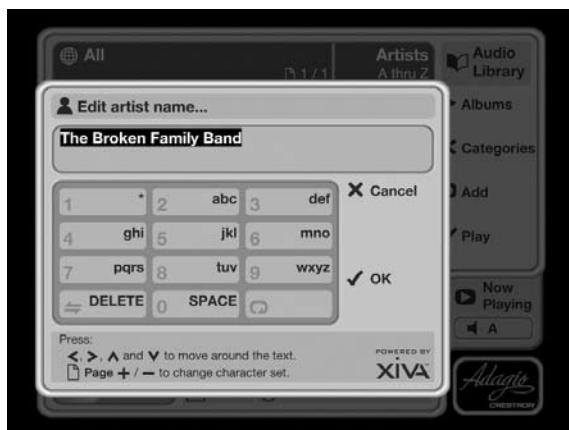 All
1 / 1
Artists
A thru Z
Audio
Library
Albums
Categories
Add
Play
Now
Playing
A
Edit artist name...
The Broken Family Band
1 *
2 abc
3 def
4 ghi
5 jkl
6 mno
7 pqrs
8 tuv
9 wxyz
DELETE
0 SPACE
Cancel
OK
Press:
<, >, ∧ and ∨ to move around the text.
Page + / – to change character set.
POWERED BY
XiVA
Adagio
CRESTRON